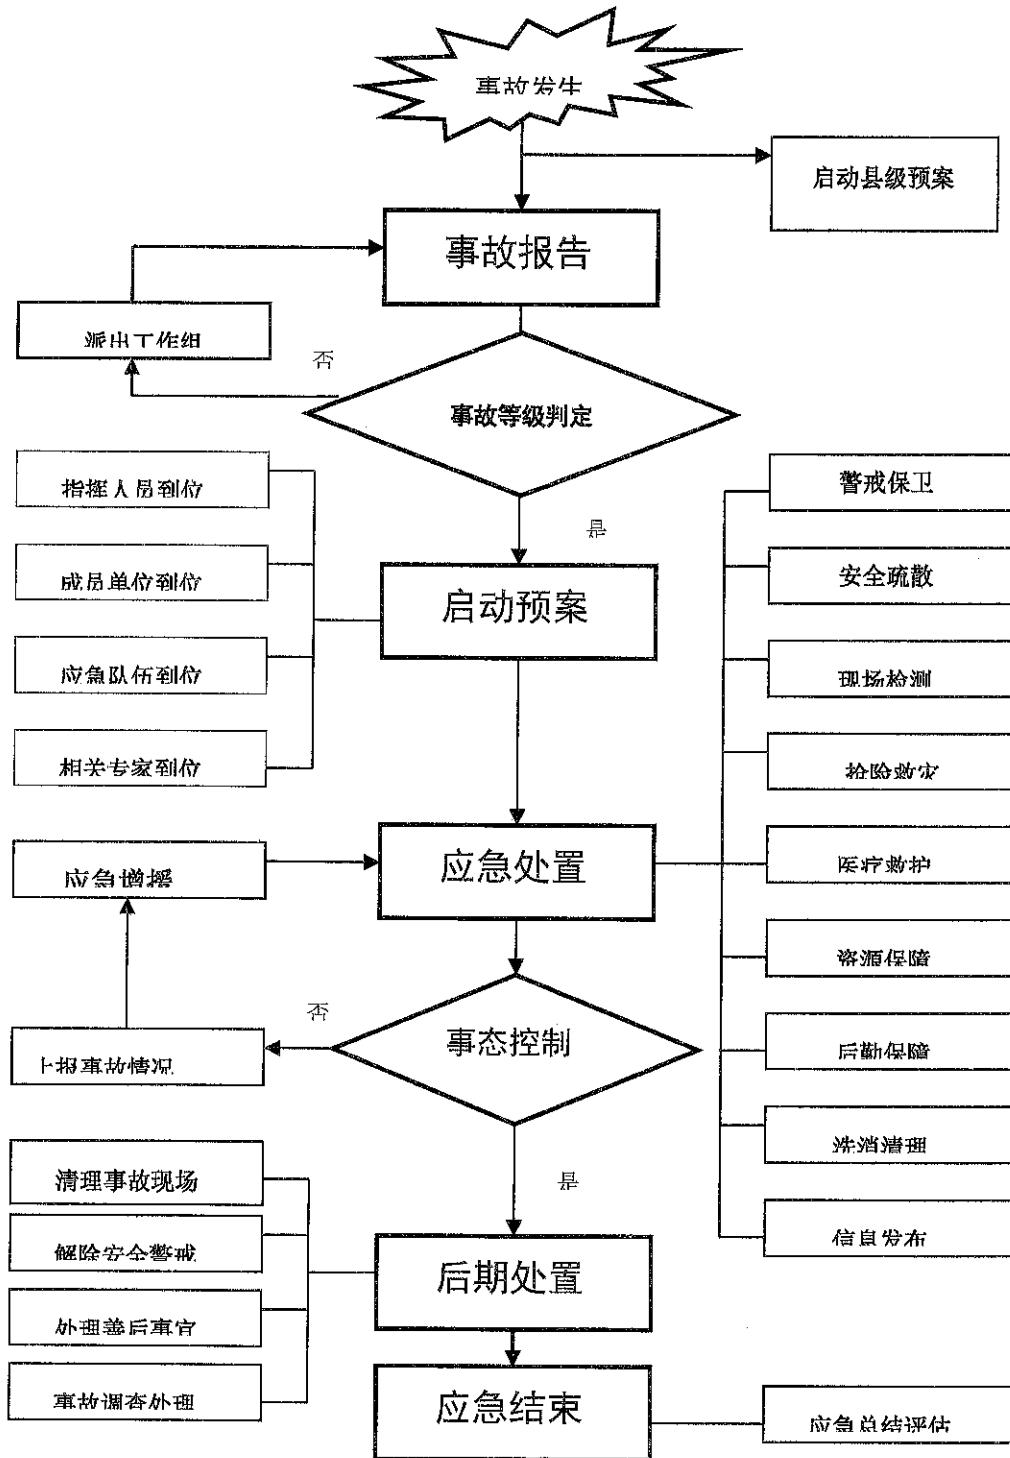 事故发生
启动县级预案
事故报告
派出工作组
否
事故等级判定
是
指挥人员到位
成员单位到位
应急队伍到位
相关专家到位
启动预案
警戒保卫
安全疏散
现场检测
抢险救灾
医疗救护
资源保障
后勤保障
洗消清理
信息发布
应急增援
应急处置
否
事态控制
上报事故情况
是
清理事故现场
解除安全警戒
处理善后事宜
事故调查处理
后期处置
应急结束
应急总结评估